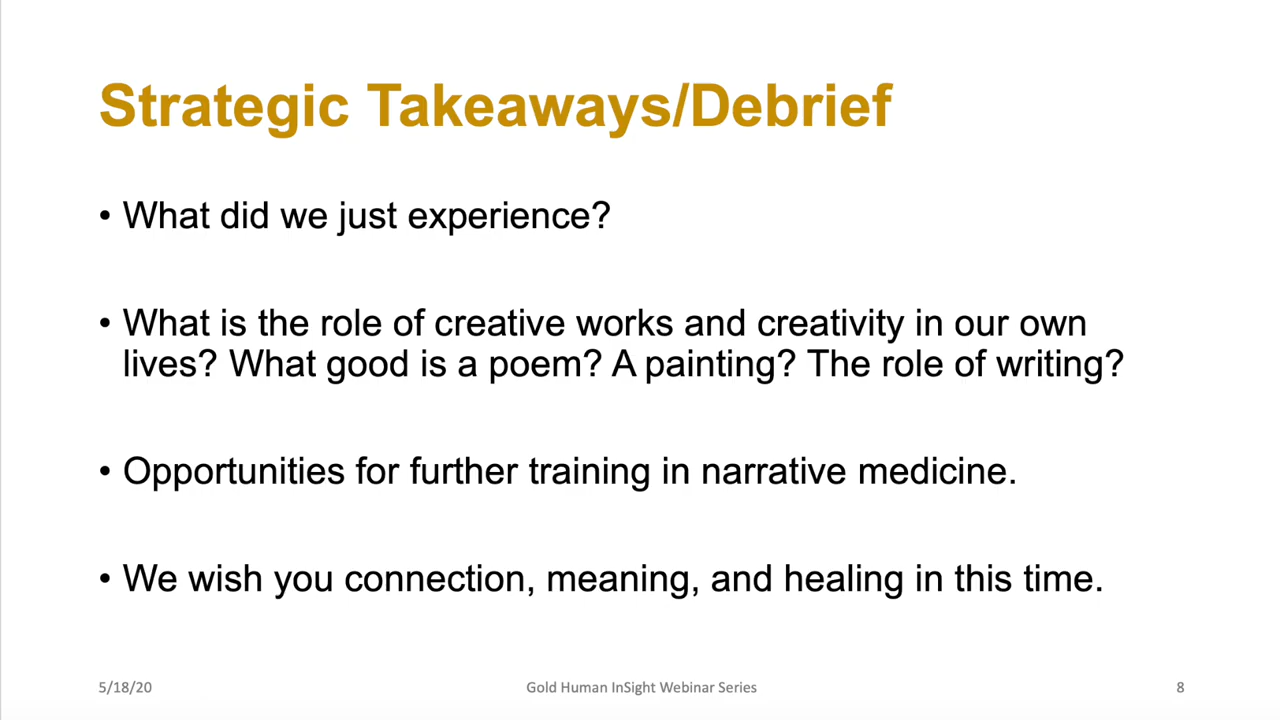 Strategic Takeaways/Debrief
• What did we just experience?
• What is the role of creative works and creativity in our own
lives? What good is a poem? A painting? The role of writing?
• Opportunities for further training in narrative medicine.
• We wish you connection, meaning, and healing in this time.
5/18/20
Gold Human InSight Webinar Series
8